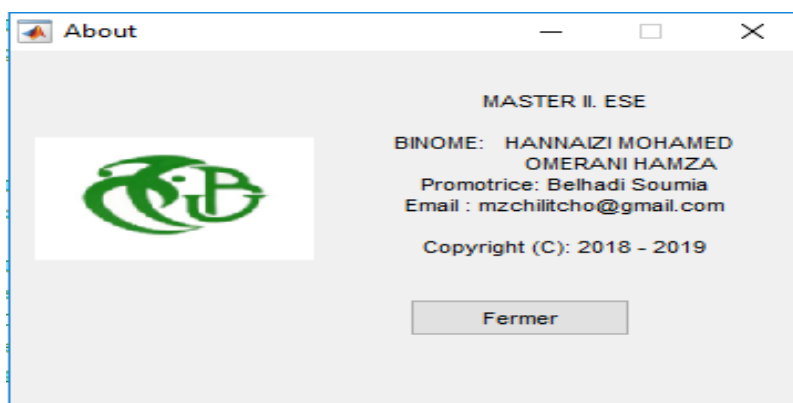 About
MASTER II. ESE
BINOME: HANNAIZI MOHAMED
OMERANI HAMZA
Promotrice: Belhadi Soumia
Email : mzchilitcho@gmail.com
Copyright (C): 2018 - 2019
Fermer